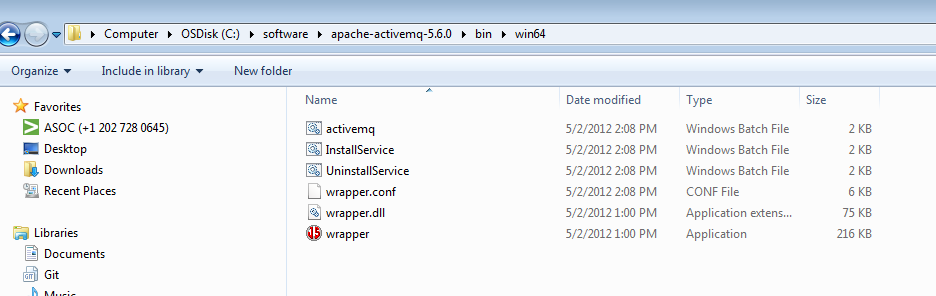 Computer OSDisk (C:) software apache-activemq-5.6.0 bin win64
Organize Include in library New folder
Favorites
ASOC (+1 202 728 0645)
Desktop
Downloads
Recent Places
Libraries
Documents
Git
Music
Name Date modified Type Size
activemq 5/2/2012 2:08 PM Windows Batch File 2 KB
InstallService 5/2/2012 2:08 PM Windows Batch File 2 KB
UninstallService 5/2/2012 2:08 PM Windows Batch File 2 KB
wrapper.conf 5/2/2012 2:08 PM CONF File 6 KB
wrapper.dll 5/2/2012 1:00 PM Application extens... 75 KB
wrapper 5/2/2012 1:00 PM Application 216 KB